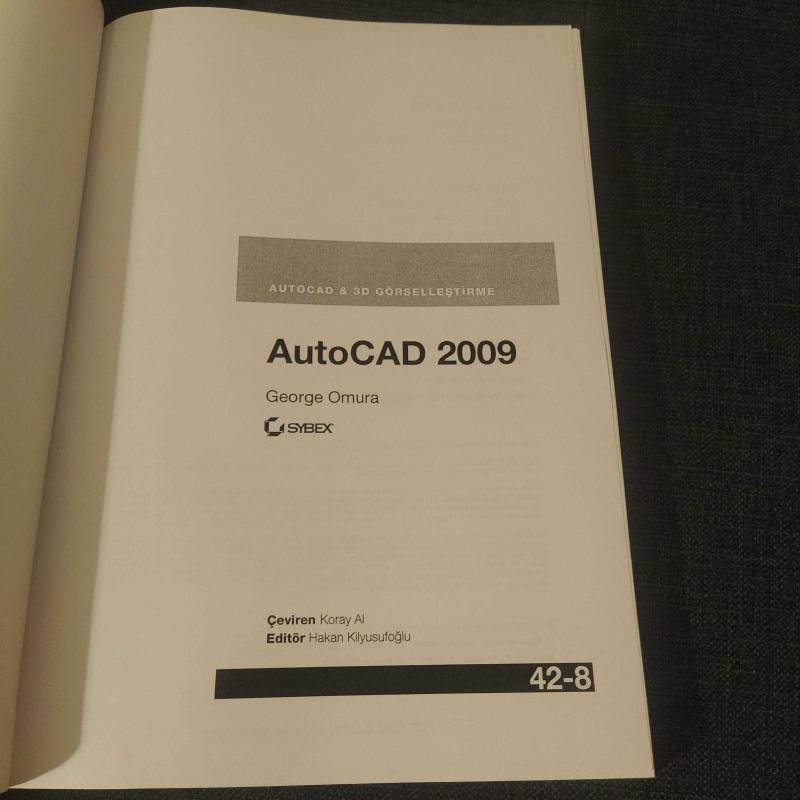 AUTOCAD & 3D GÖRSELLEŞTİRME
AutoCAD 2009
George Omura
SYBEX
Çeviren Koray Al
Editör Hakan Kilyusufoğlu
42-8